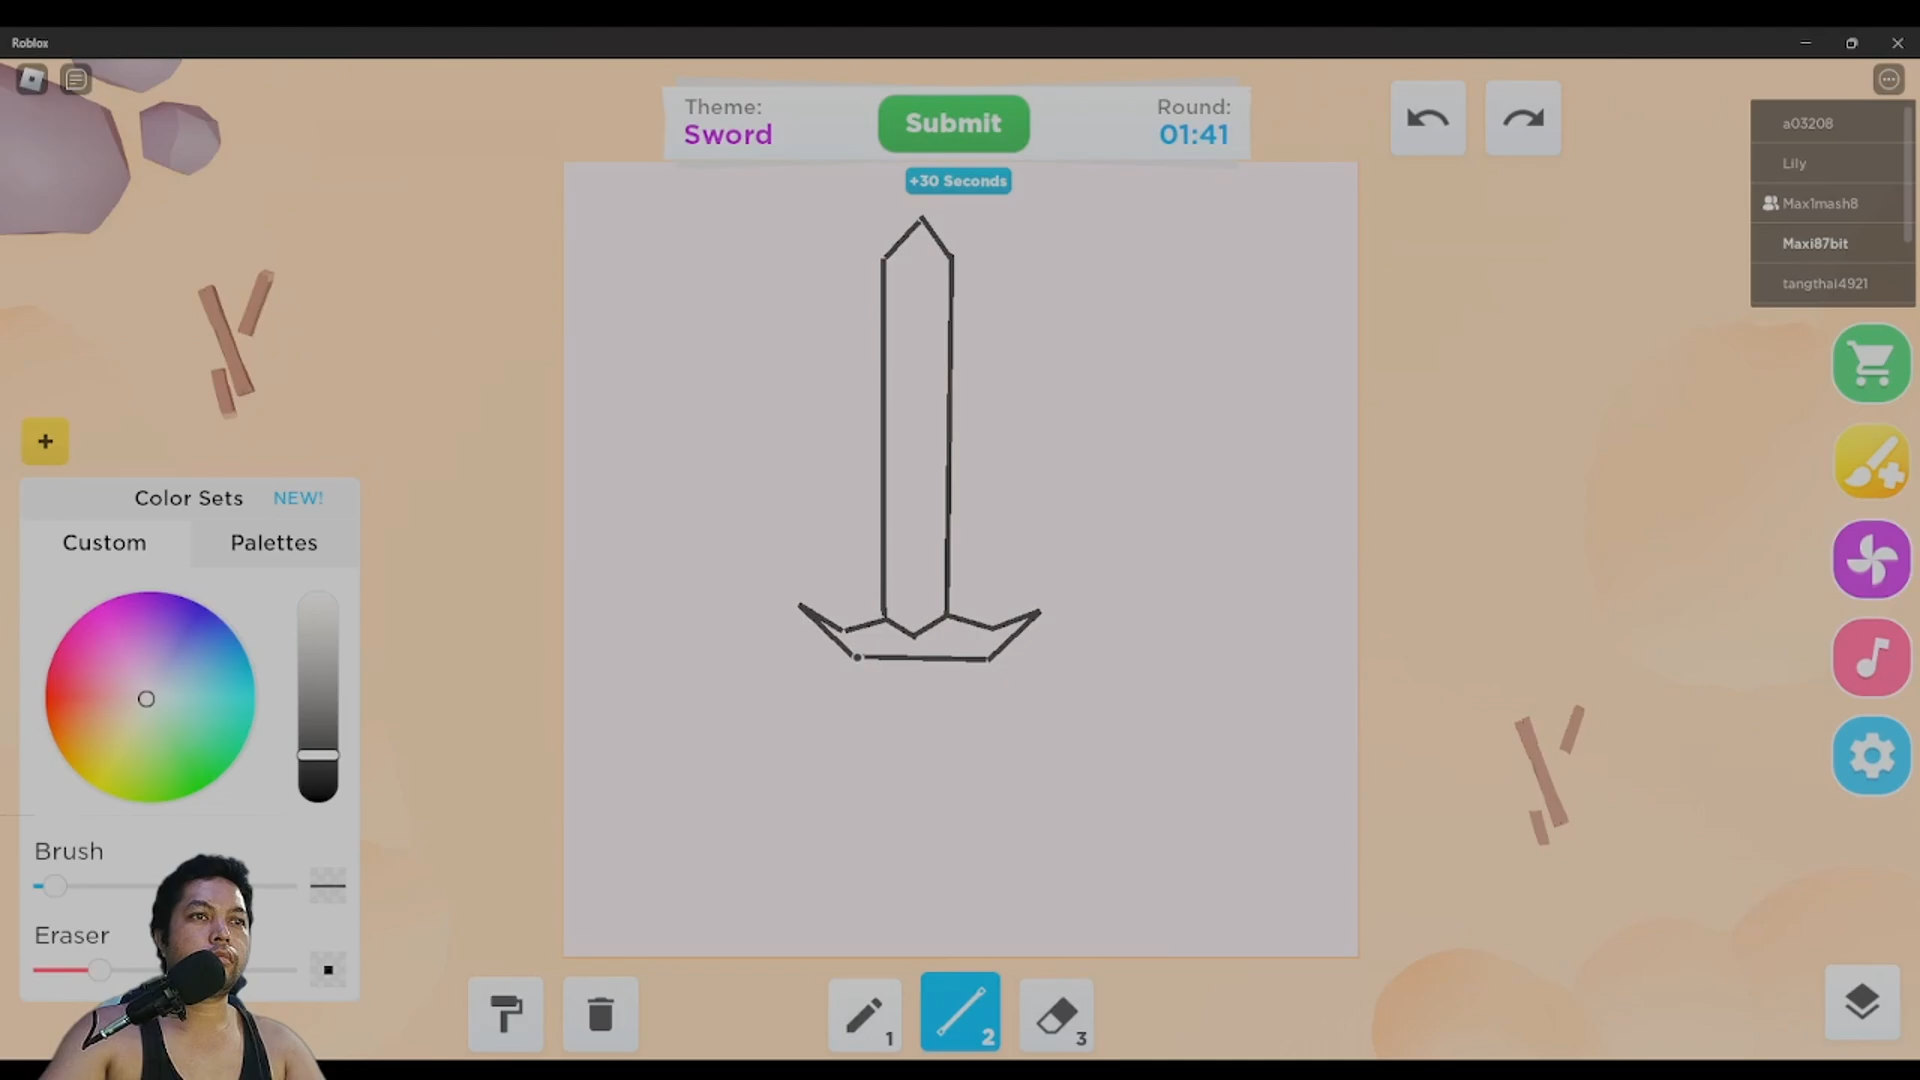 Roblox
Theme:
Sword
Submit
Round:
01:41
+30 Seconds
a03208
Lily
Max1mash8
Maxi87bit
tangthai4921
+
Color Sets NEW!
Custom Palettes
Brush
Eraser
1
2
3